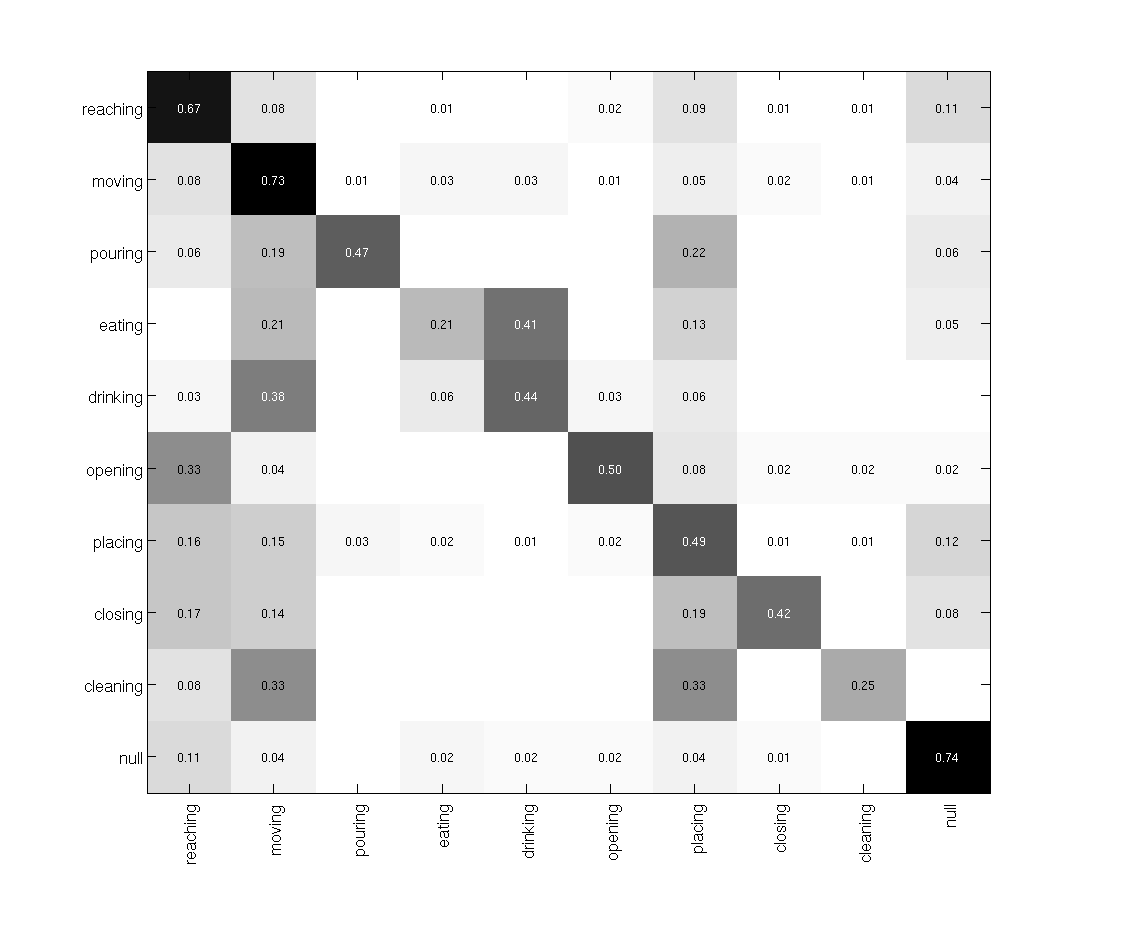 reaching 0.67 0.08 0.01 0.02 0.09 0.01 0.01 0.11
moving 0.08 0.73 0.01 0.03 0.03 0.01 0.05 0.02 0.01 0.04
pouring 0.06 0.19 0.47 0.22 0.06
eating 0.21 0.21 0.41 0.13 0.05
drinking 0.03 0.38 0.06 0.44 0.03 0.06
opening 0.33 0.04 0.50 0.08 0.02 0.02 0.02
placing 0.16 0.15 0.03 0.02 0.01 0.02 0.49 0.01 0.01 0.12
closing 0.17 0.14 0.19 0.42 0.08
cleaning 0.08 0.33 0.33 0.25
null 0.11 0.04 0.02 0.02 0.02 0.04 0.01 0.74
reaching moving pouring eating drinking opening placing closing cleaning null